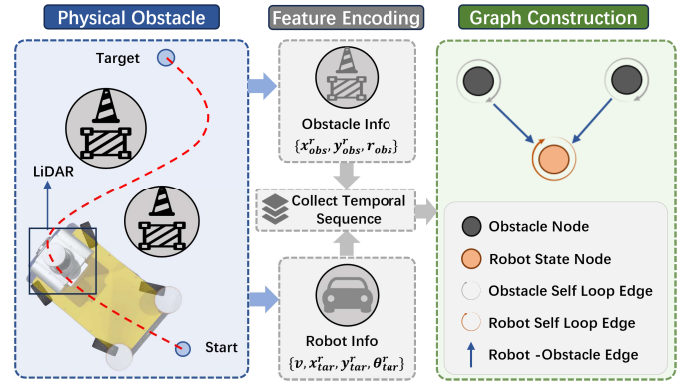 Physical Obstacle
Target
LiDAR
Start
Feature Encoding
Obstacle Info
{x^r_obs, y^r_obs, r_obs}
Collect Temporal
Sequence
Robot Info
{v, x^r_tar, y^r_tar, θ^r_tar}
Graph Construction
Obstacle Node
Robot State Node
Obstacle Self Loop Edge
Robot Self Loop Edge
Robot -Obstacle Edge